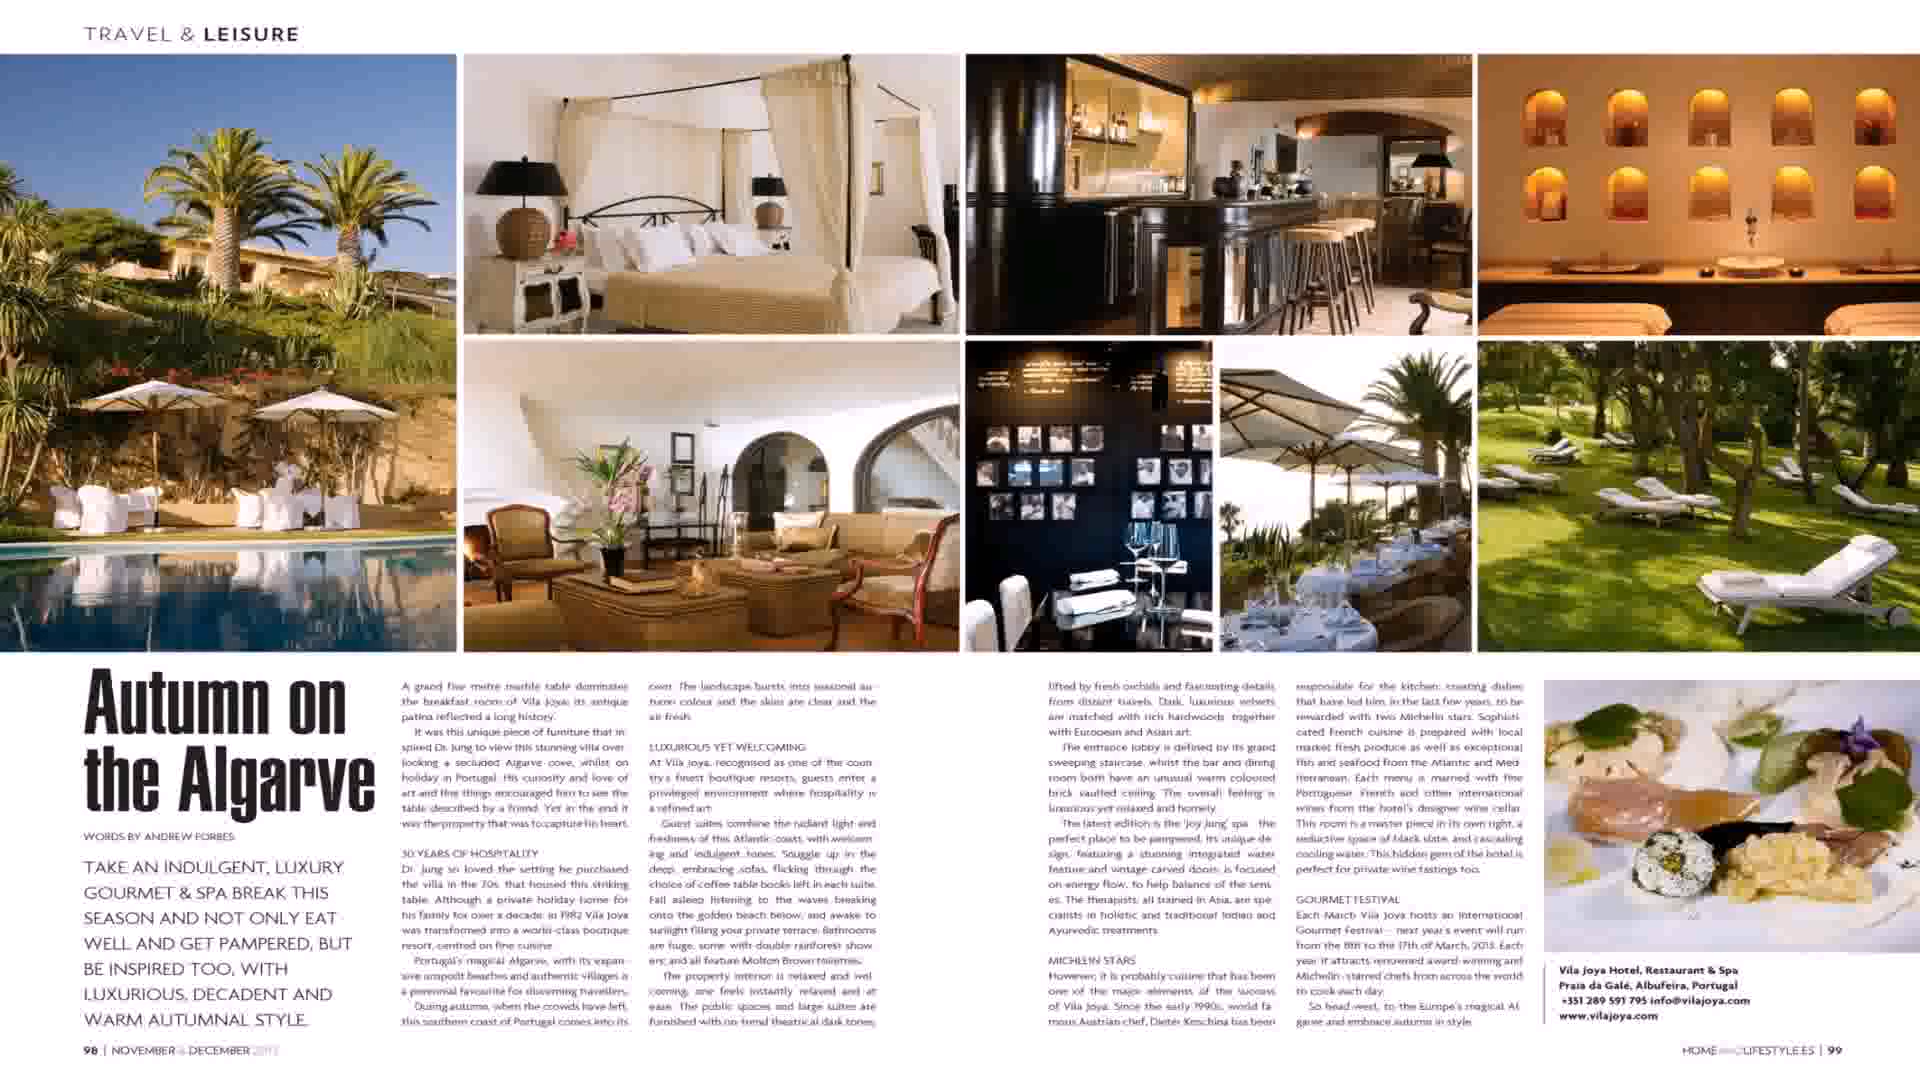 TRAVEL & LEISURE
Autumn on
the Algarve
WORDS BY ANDREW FORBES
TAKE AN INDULGENT, LUXURY
GOURMET & SPA BREAK THIS
SEASON AND NOT ONLY EAT
WELL AND GET PAMPERED, BUT
BE INSPIRED TOO, WITH
LUXURIOUS, DECADENT AND
WARM AUTUMNAL STYLE.
A grand five metre marble table dominates
the breakfast room of Vila Joya; its antique
patina reflected a long history.
It was this unique piece of furniture that in-
spired Dr. Jung to view this stunning villa over-
looking a secluded Algarve cove, whilst on
holiday in Portugal. His curiosity and love of
art and fine things encouraged him to see the
table described by a friend. Yet in the end it
was the property that was to capture his heart.
30 YEARS OF HOSPITALITY
Dr. Jung so loved the setting he purchased
the villa in the 70s, that housed this striking
table. Although a private holiday home for
his family for over a decade, in 1982 Vila Joya
was transformed into a world-class boutique
resort, centred on fine cuisine.
Portugal's magical Algarve, with its expan-
sive unspoilt beaches and authentic villages is
a perennial favourite for discerning travellers.
During autumn, when the crowds have left,
this southern coast of Portugal comes into its
own. The landscape bursts into seasonal au-
tumn colour and the skies are clear and the
air fresh.
LUXURIOUS YET WELCOMING
At Vila Joya, recognised as one of the coun-
try's finest boutique resorts, guests enter a
privileged environment where hospitality is
a refined art.
Guest suites combine the radiant light and
freshness of this Atlantic coast, with welcom-
ing and indulgent tones. Snuggle up in the
deep, embracing sofas, flicking through the
choice of coffee table books left in each suite.
Fall asleep listening to the waves breaking
onto the golden beach below, and awake to
sunlight filling your private terrace. Bathrooms
are huge, some with double rainforest show-
ers; and all feature Molton Brown toiletries.
The property interior is relaxed and wel-
coming, one feels instantly relaxed and at
ease. The public spaces and large suites are
furnished with on-trend theatrical dark tones,
lifted by fresh orchids and fascinating details
from distant travels. Dark, luxurious velvets
are matched with rich hardwoods together
with European and Asian art.
The entrance lobby is defined by its grand
sweeping staircase, whilst the bar and dining
room both have an unusual warm coloured
brick vaulted ceiling. The overall feeling is
luxurious yet relaxed and homely.
The latest edition is the 'Joy Jung' spa - the
perfect place to be pampered. Its unique de-
sign, featuring a stunning integrated water
feature and vintage carved doors, is focused
on energy flow, to help balance of the sens-
es. The therapists, all trained in Asia, are spe-
cialists in holistic and traditional Indian and
Ayurvedic treatments.
MICHLEIN STARS
However, it is probably cuisine that has been
one of the major elements of the success
of Vila Joya. Since the early 1990s, world fa-
mous Austrian chef, Dieter Koschina has been
responsible for the kitchen; creating dishes
that have led him, in the last few years, to be
rewarded with two Michelin stars. Sophisti-
cated French cuisine is prepared with local
market fresh produce as well as exceptional
fish and seafood from the Atlantic and Med-
iterranean. Each menu is married with fine
Portuguese, French and other international
wines from the hotel's designer wine cellar.
This room is a master piece in its own right, a
seductive space of black slate, and cascading
cooling water. This hidden gem of the hotel is
perfect for private wine tastings too.
GOURMET FESTIVAL
Each March Vila Joya hosts an International
Gourmet Festival – next year's event will run
from the 8th to the 17th of March, 2013. Each
year it attracts renowned award-winning and
Michelin - starred chefs from across the world
to cook each day.
So head west, to the Europe's magical Al-
garve and embrace autumn in style.
Vila Joya Hotel, Restaurant & Spa
Praia da Galé, Albufeira, Portugal
+351 289 591 795 info@vilajoya.com
www.vilajoya.com
98 | NOVEMBER & DECEMBER
HOME AND LIFESTYLE.ES | 99